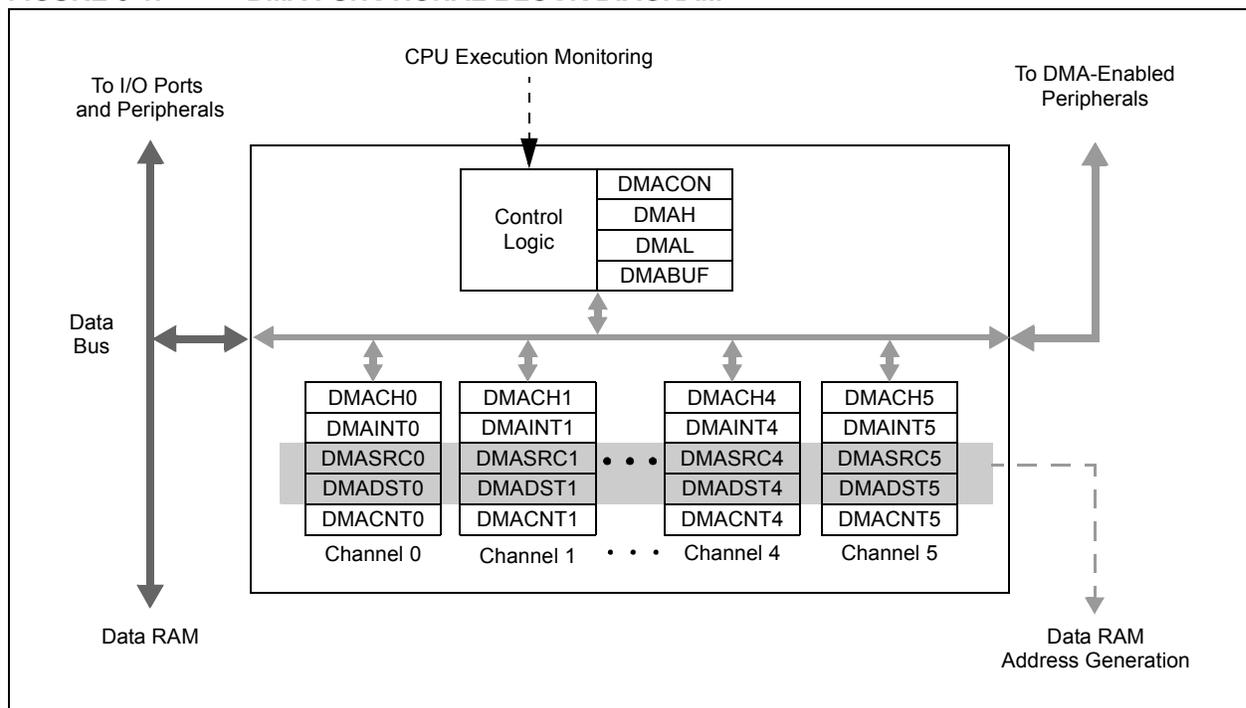 CPU Execution Monitoring
To I/O Ports
and Peripherals
To DMA-Enabled
Peripherals
Control
Logic
DMACON
DMAH
DMAL
DMABUF
Data
Bus
DMACH0
DMAINT0
DMASRC0
DMADST0
DMACNT0
Channel 0
DMACH1
DMAINT1
DMASRC1
DMADST1
DMACNT1
Channel 1
DMACH4
DMAINT4
DMASRC4
DMADST4
DMACNT4
Channel 4
DMACH5
DMAINT5
DMASRC5
DMADST5
DMACNT5
Channel 5
Data RAM
Data RAM
Address Generation